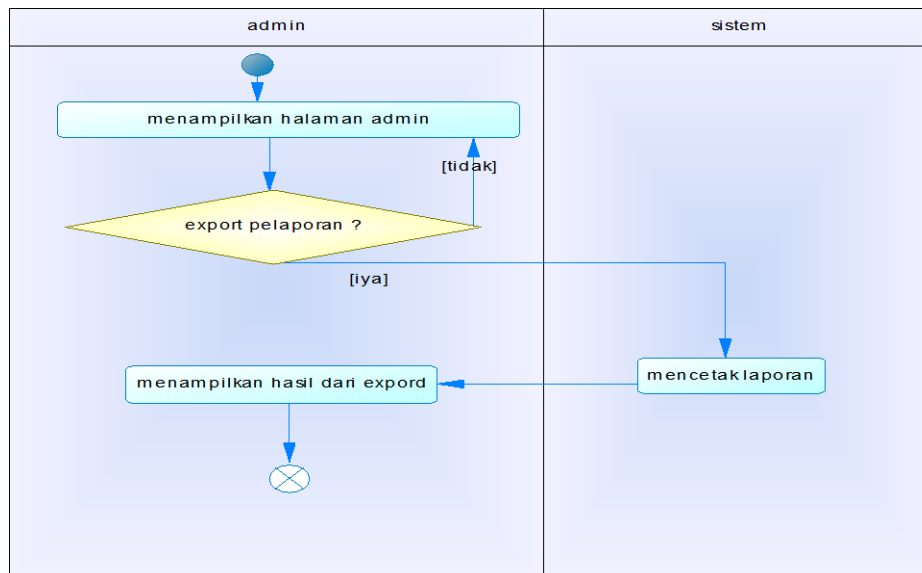 admin
sistem
menampilkan halaman admin
[tidak]
export pelaporan ?
[iya]
menampilkan hasil dari expord
mencetak laporan